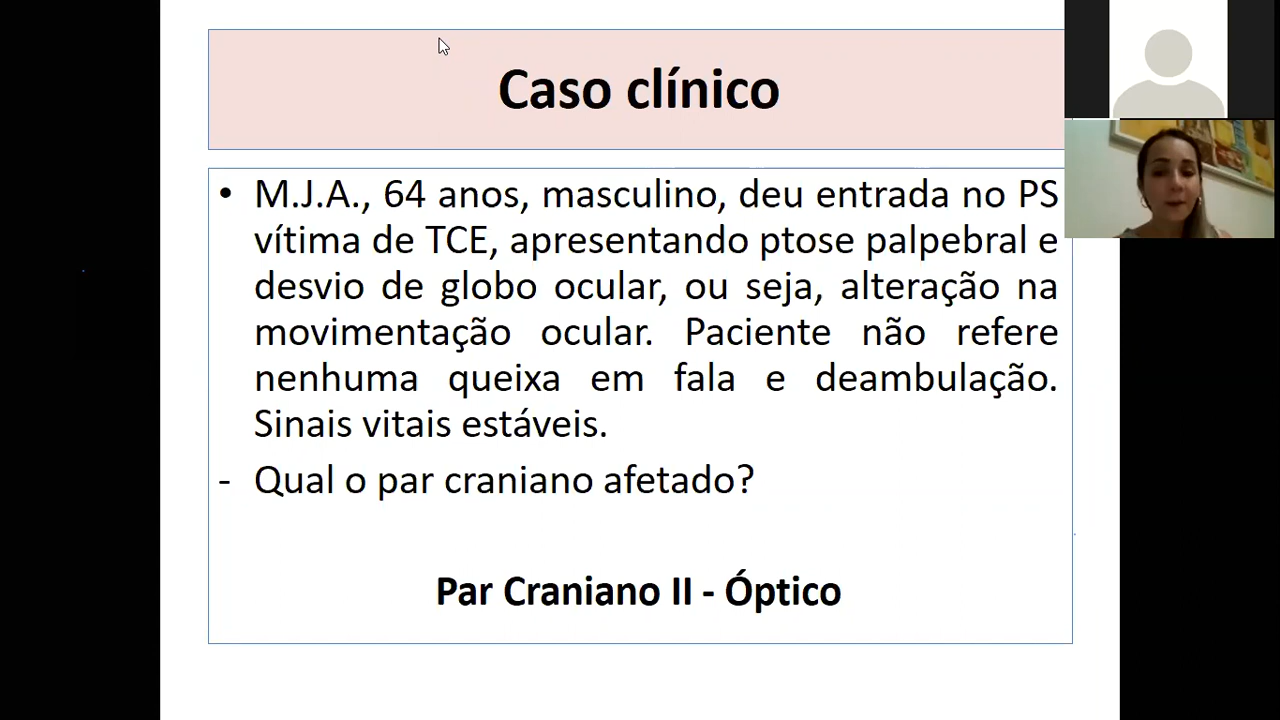 Caso clínico
• M.J.A., 64 anos, masculino, deu entrada no PS
vítima de TCE, apresentando ptose palpebral e
desvio de globo ocular, ou seja, alteração na
movimentação ocular. Paciente não refere
nenhuma queixa em fala e deambulação.
Sinais vitais estáveis.
- Qual o par craniano afetado?
Par Craniano II - Óptico